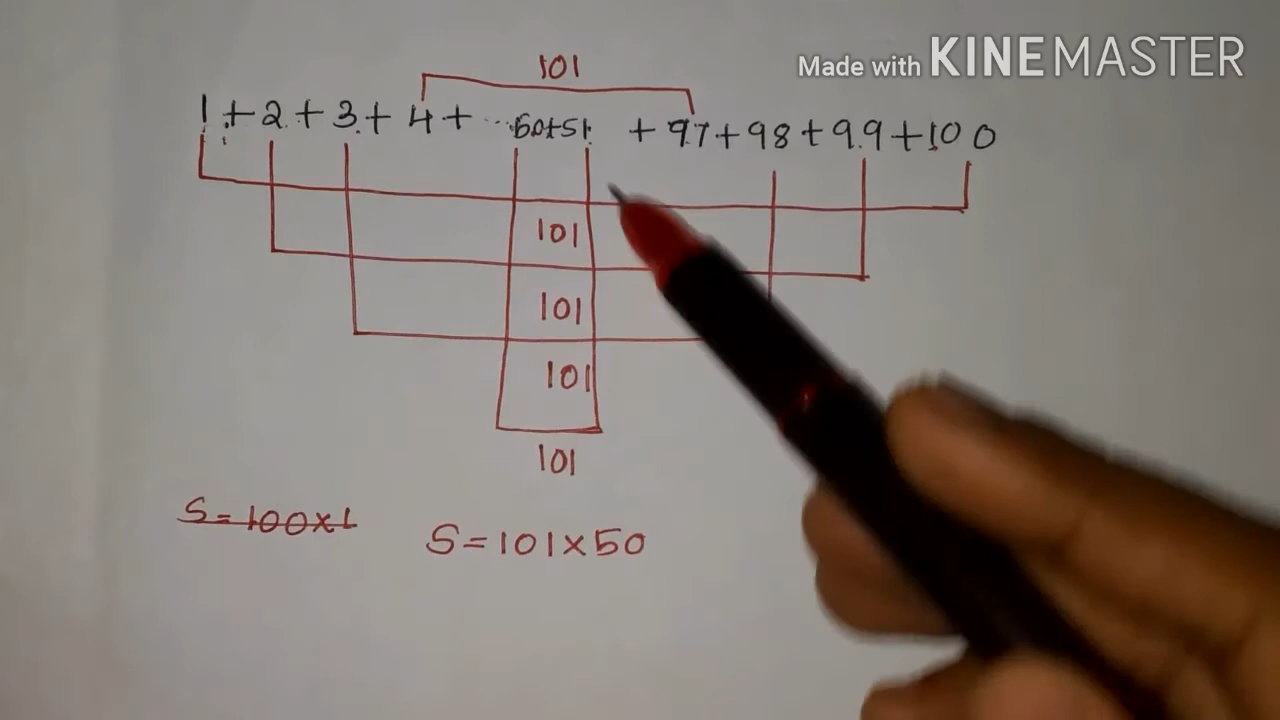 Made with KINEMASTER
101
1 + 2 + 3 + 4 + ... 50+51 + 97 + 98 + 99 + 100
101
101
101
101
S = 100 x 1
S = 101 x 50